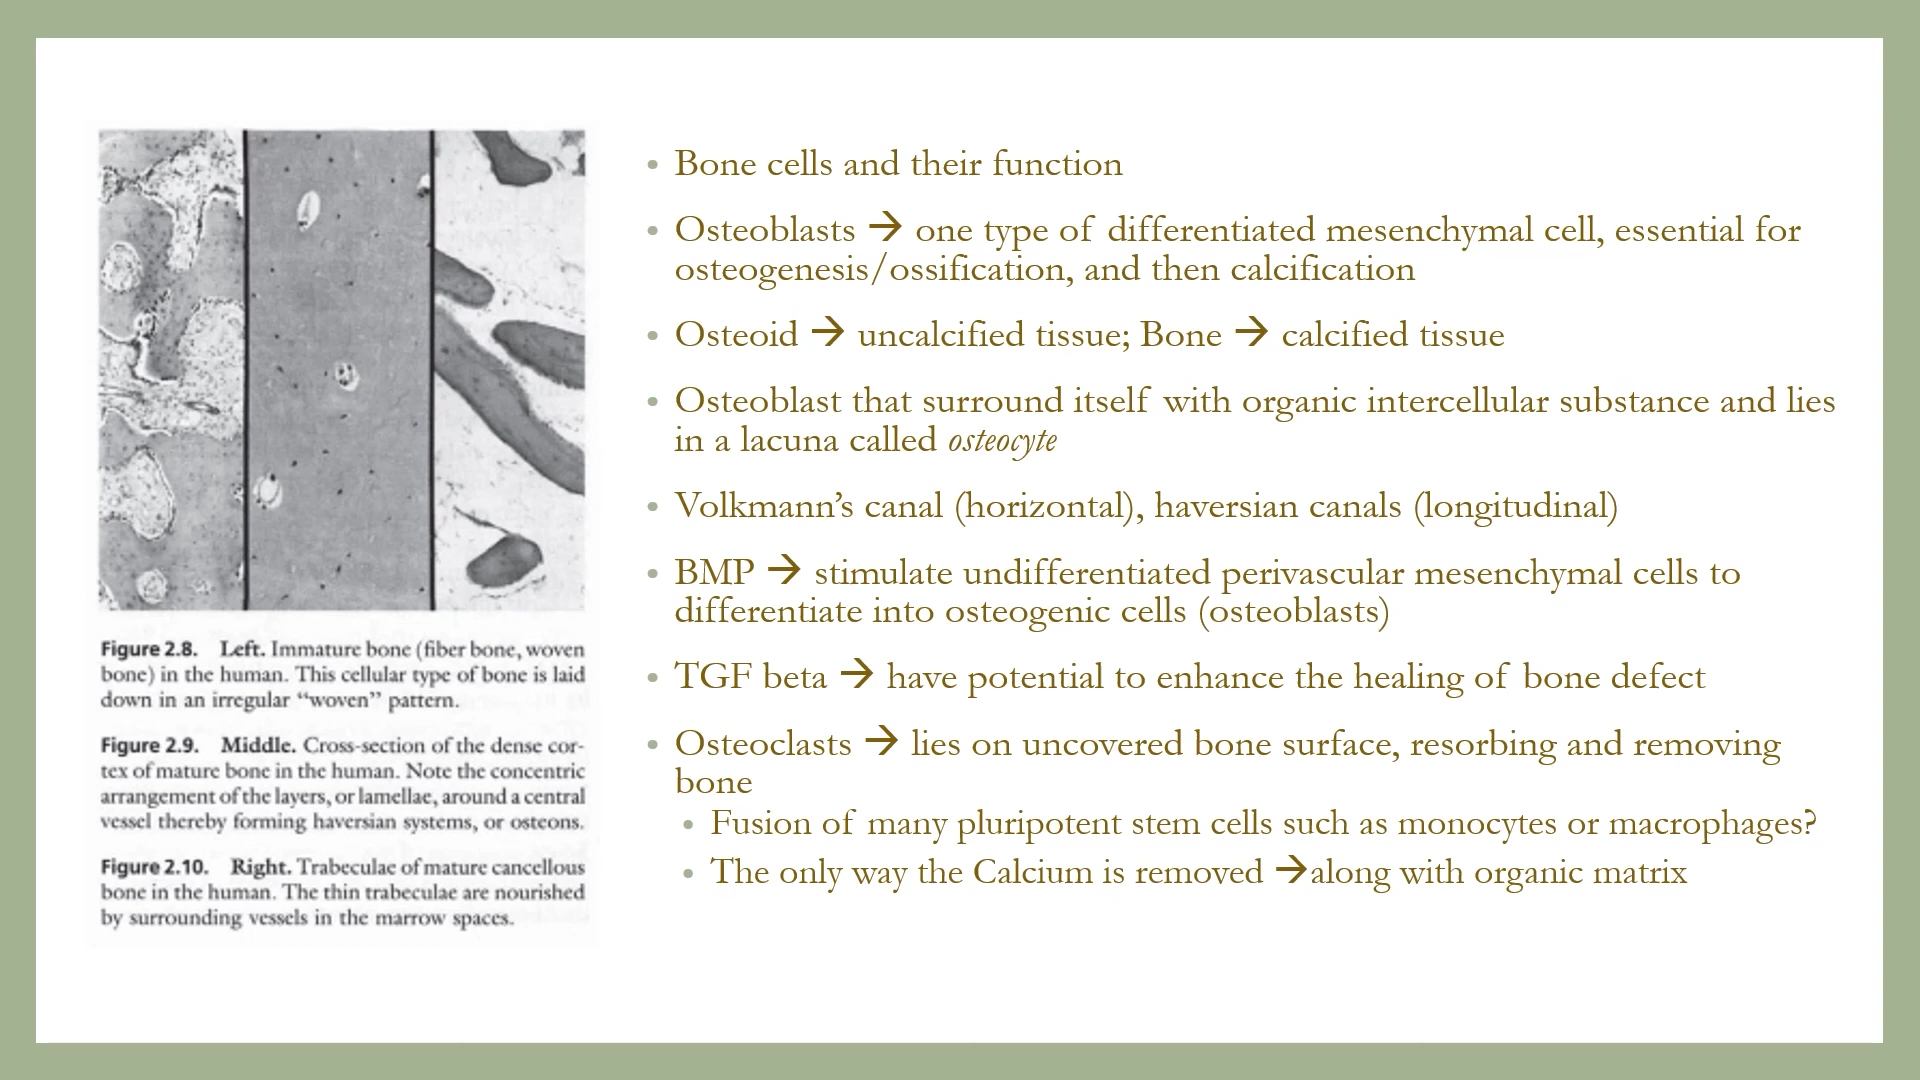 Figure 2.8. Left. Immature bone (fiber bone, woven
bone) in the human. This cellular type of bone is laid
down in an irregular “woven” pattern.
Figure 2.9. Middle. Cross-section of the dense cor-
tex of mature bone in the human. Note the concentric
arrangement of the layers, or lamellae, around a central
vessel thereby forming haversian systems, or osteons.
Figure 2.10. Right. Trabeculae of mature cancellous
bone in the human. The thin trabeculae are nourished
by surrounding vessels in the marrow spaces.
• Bone cells and their function
• Osteoblasts → one type of differentiated mesenchymal cell, essential for
osteogenesis/ossification, and then calcification
• Osteoid → uncalcified tissue; Bone → calcified tissue
• Osteoblast that surround itself with organic intercellular substance and lies
in a lacuna called osteocyte
• Volkmann’s canal (horizontal), haversian canals (longitudinal)
• BMP → stimulate undifferentiated perivascular mesenchymal cells to
differentiate into osteogenic cells (osteoblasts)
• TGF beta → have potential to enhance the healing of bone defect
• Osteoclasts → lies on uncovered bone surface, resorbing and removing
bone
• Fusion of many pluripotent stem cells such as monocytes or macrophages?
• The only way the Calcium is removed →along with organic matrix